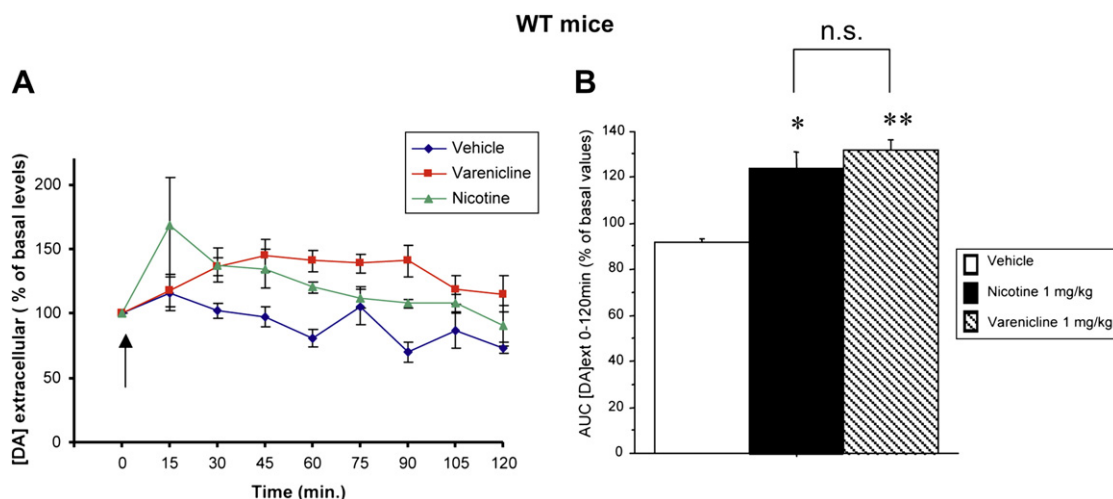 WT mice
A
[DA] extracellular ( % of basal levels)
200
150
100
50
0
Vehicle
Varenicline
Nicotine
0 15 30 45 60 75 90 105 120
Time (min.)
B
n.s.
* **
AUC [DA]ext 0-120min (% of basal values)
140
120
100
80
60
40
20
0
Vehicle
Nicotine 1 mg/kg
Varenicline 1 mg/kg